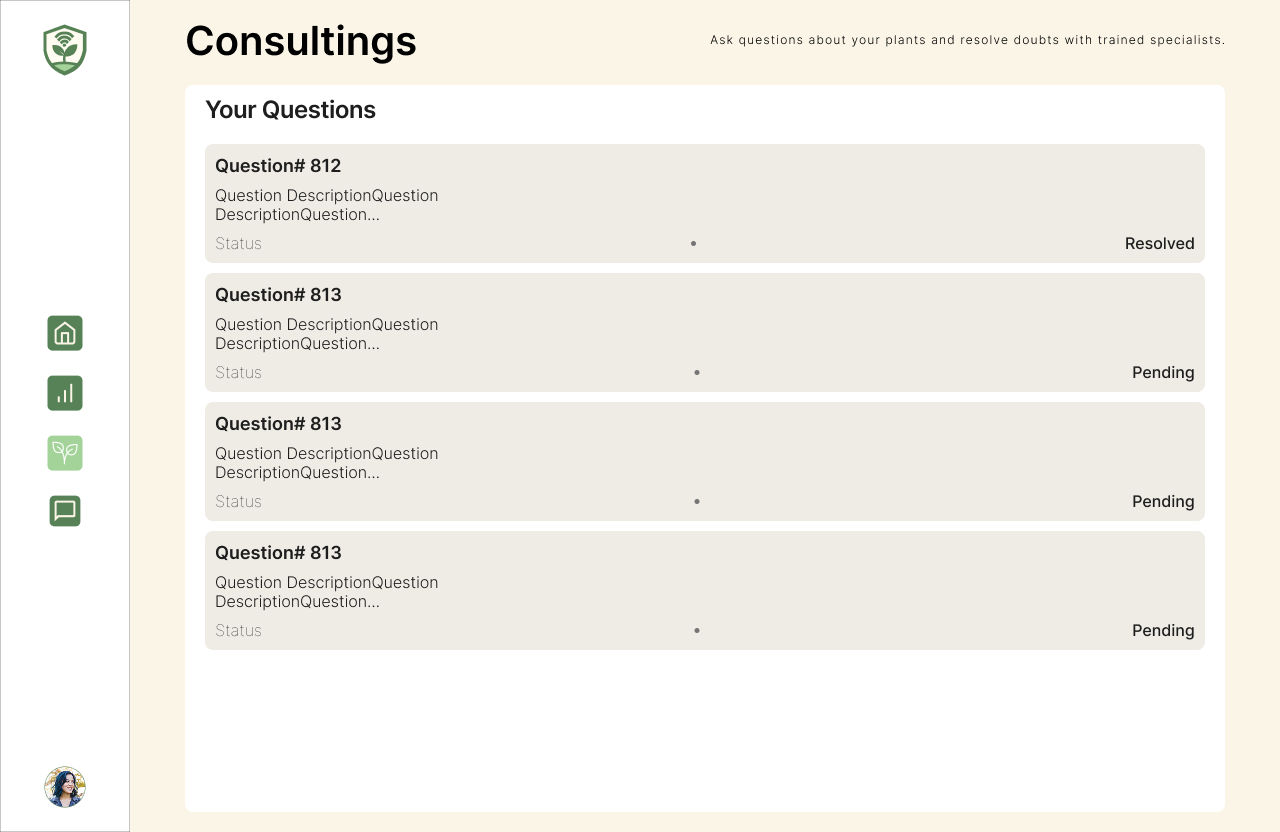 Consultings
Ask questions about your plants and resolve doubts with trained specialists.
Your Questions
Question# 812
Question DescriptionQuestion
DescriptionQuestion...
Status • Resolved
Question# 813
Question DescriptionQuestion
DescriptionQuestion...
Status • Pending
Question# 813
Question DescriptionQuestion
DescriptionQuestion...
Status • Pending
Question# 813
Question DescriptionQuestion
DescriptionQuestion...
Status • Pending